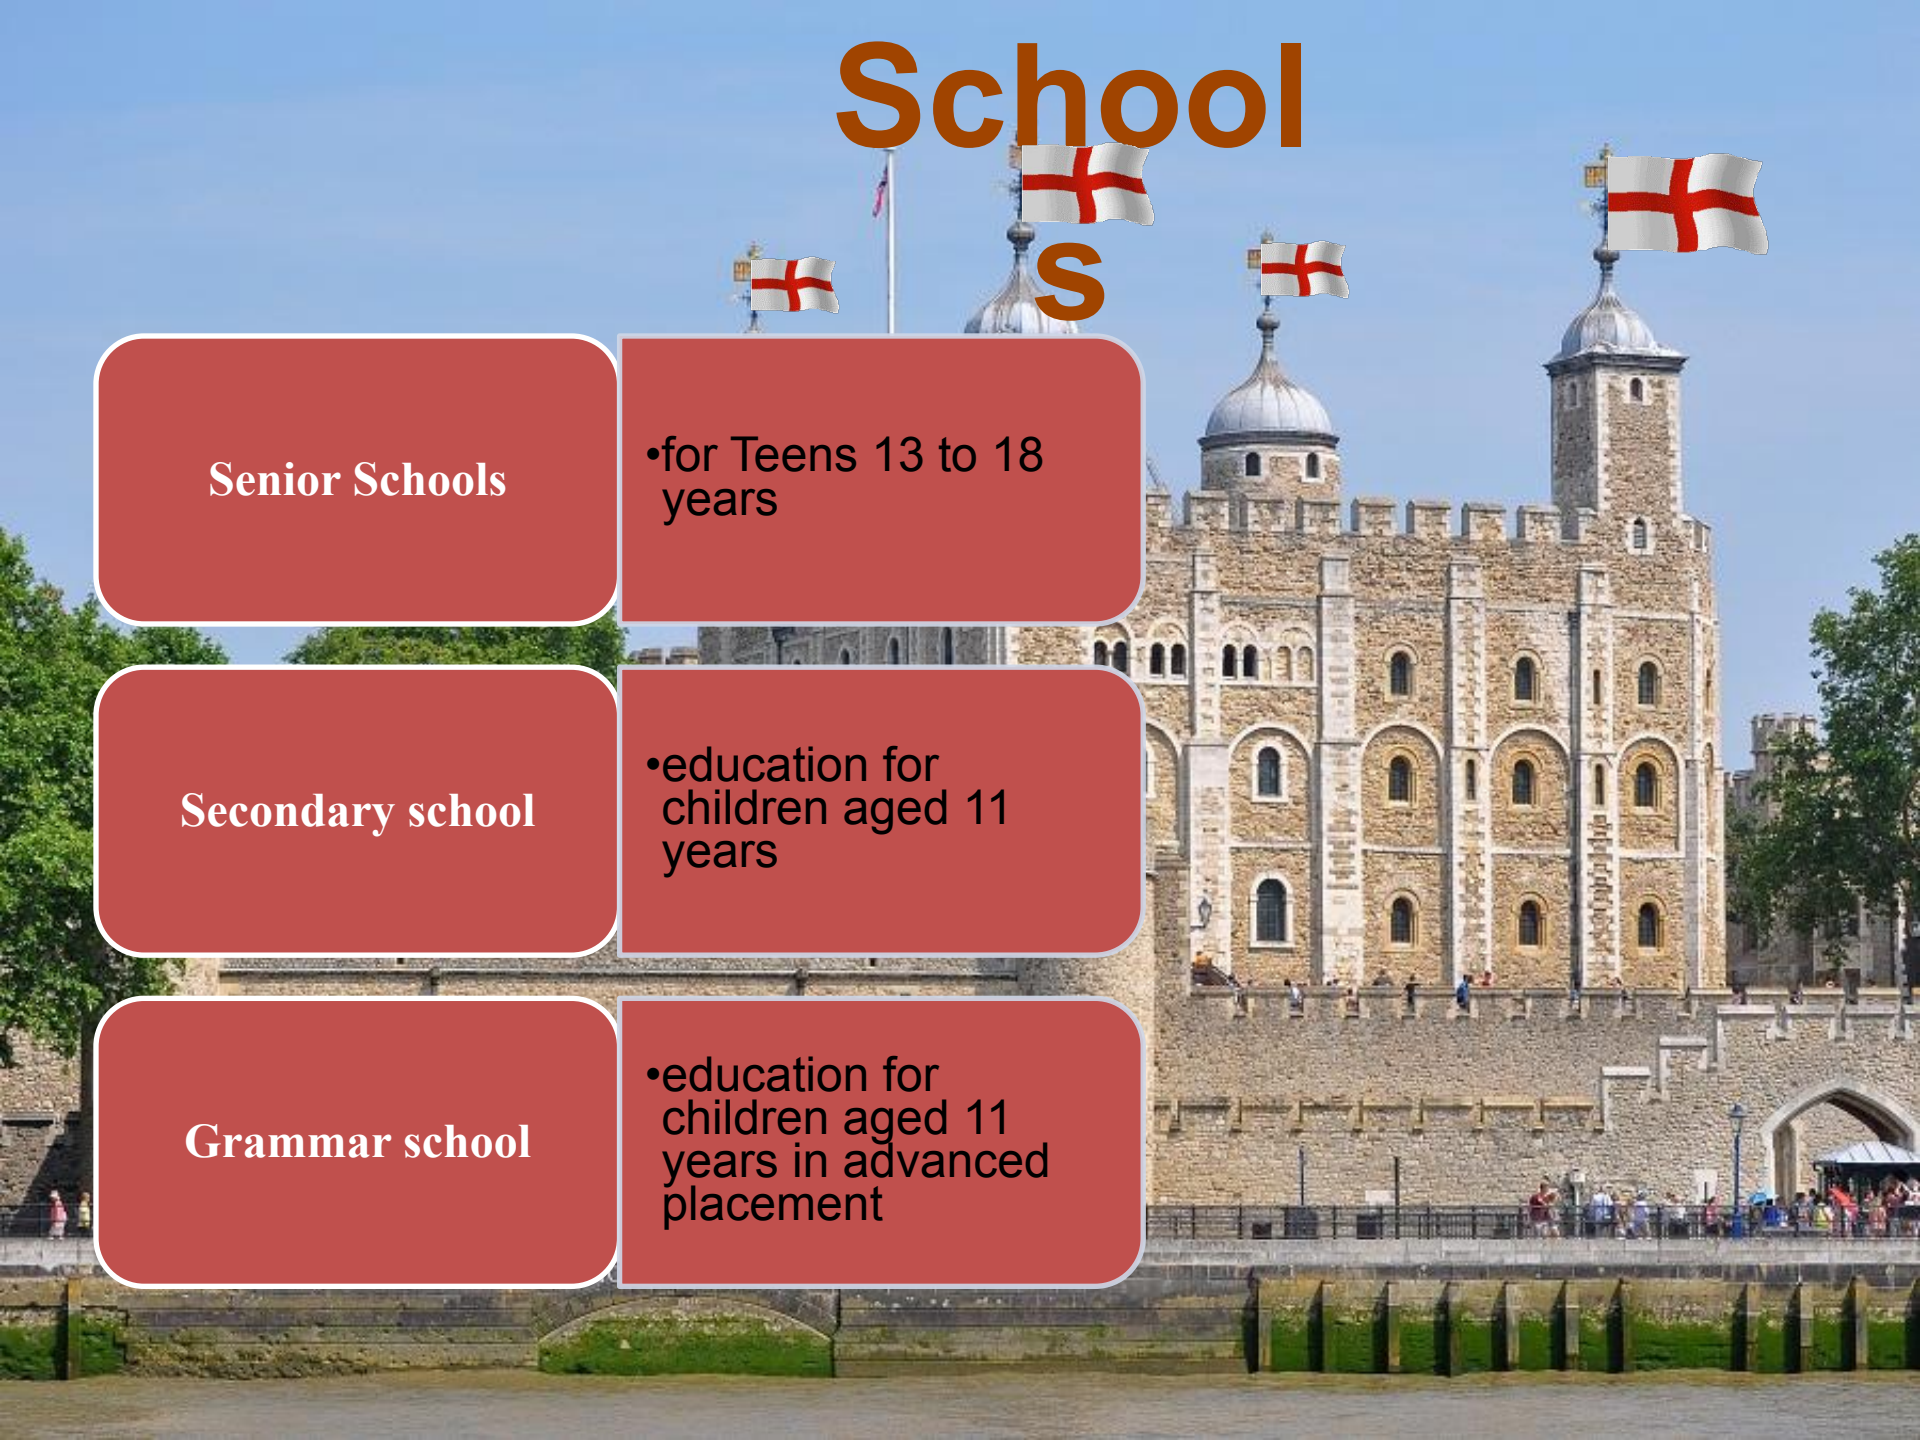 School
s
Senior Schools
•for Teens 13 to 18
years
Secondary school
•education for
children aged 11
years
Grammar school
•education for
children aged 11
years in advanced
placement